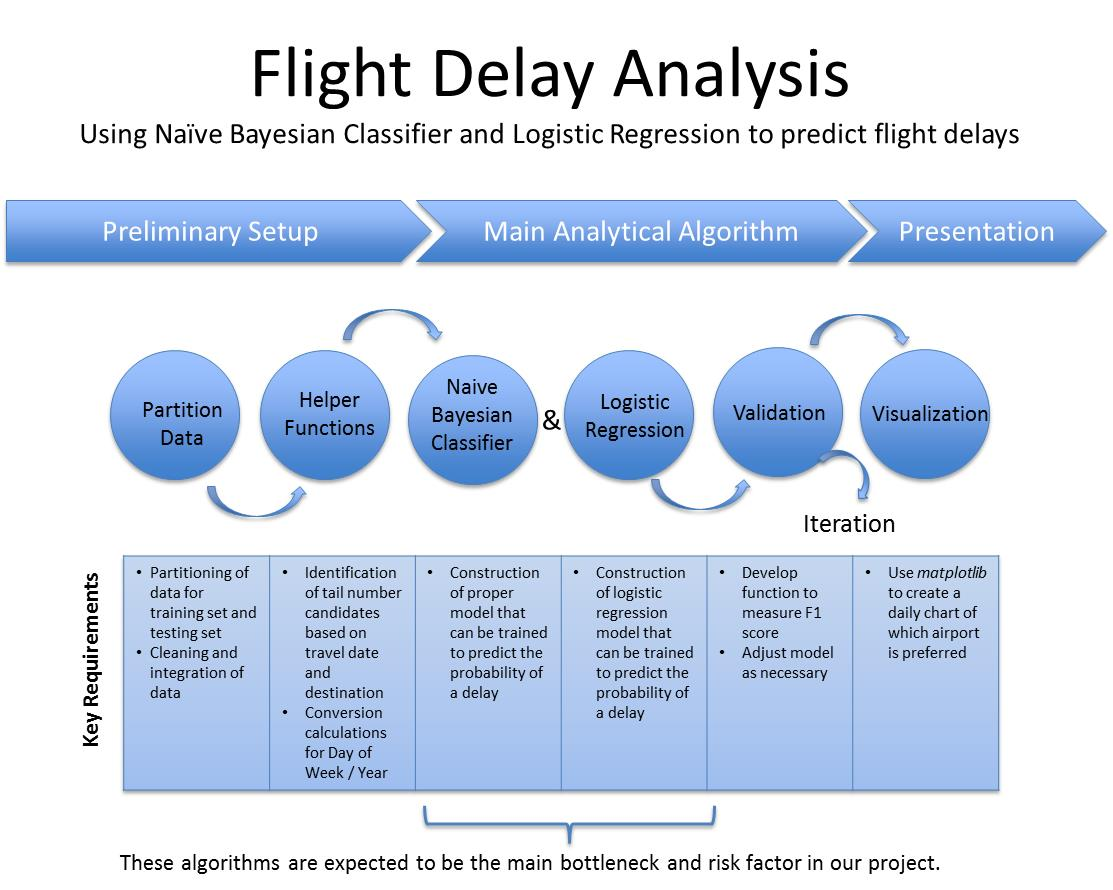 Flight Delay Analysis
Using Naïve Bayesian Classifier and Logistic Regression to predict flight delays
Preliminary Setup
Main Analytical Algorithm
Presentation
Partition
Data
Helper
Functions
Naive
Bayesian
Classifier
&
Logistic
Regression
Validation
Visualization
Iteration
Key Requirements
• Partitioning of
data for
training set and
testing set
• Cleaning and
integration of
data
• Identification
of tail number
candidates
based on
travel date
and
destination
• Conversion
calculations
for Day of
Week / Year
• Construction
of proper
model that
can be trained
to predict the
probability of
a delay
• Construction
of logistic
regression
model that
can be trained
to predict the
probability of
a delay
• Develop
function to
measure F1
score
• Adjust model
as necessary
• Use matplotlib
to create a
daily chart of
which airport
is preferred
These algorithms are expected to be the main bottleneck and risk factor in our project.